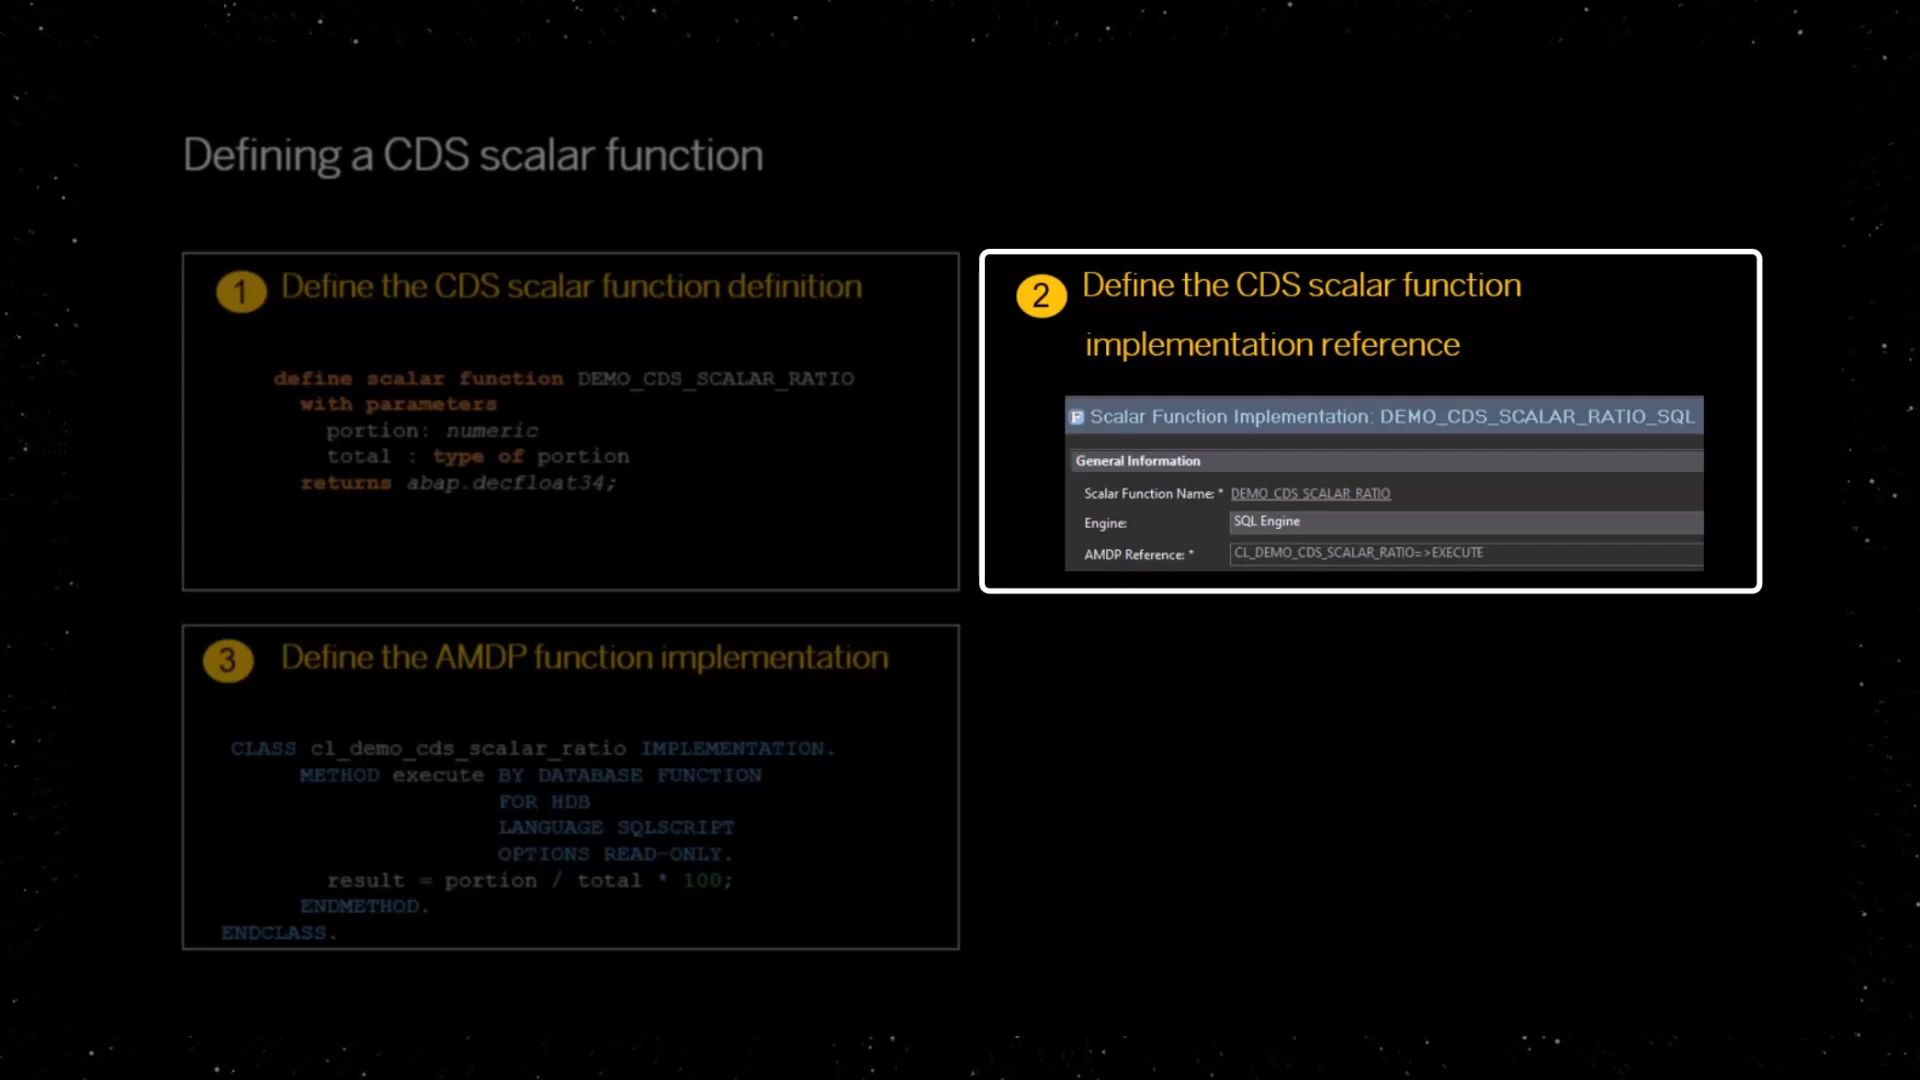 Defining a CDS scalar function
1 Define the CDS scalar function definition
define scalar function DEMO_CDS_SCALAR_RATIO
with parameters
portion: numeric
total : type of portion
returns abap.decfloat34;
2 Define the CDS scalar function
implementation reference
F Scalar Function Implementation: DEMO_CDS_SCALAR_RATIO_SQL
General Information
Scalar Function Name: * DEMO_CDS_SCALAR_RATIO
Engine: SQL Engine
AMDP Reference: * CL_DEMO_CDS_SCALAR_RATIO=>EXECUTE
3 Define the AMDP function implementation
CLASS cl_demo_cds_scalar_ratio IMPLEMENTATION.
METHOD execute BY DATABASE FUNCTION
FOR HDB
LANGUAGE SQLSCRIPT
OPTIONS READ-ONLY.
result = portion / total * 100;
ENDMETHOD.
ENDCLASS.